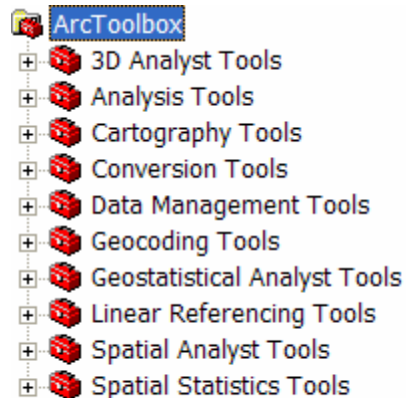 ArcToolbox
3D Analyst Tools
Analysis Tools
Cartography Tools
Conversion Tools
Data Management Tools
Geocoding Tools
Geostatistical Analyst Tools
Linear Referencing Tools
Spatial Analyst Tools
Spatial Statistics Tools